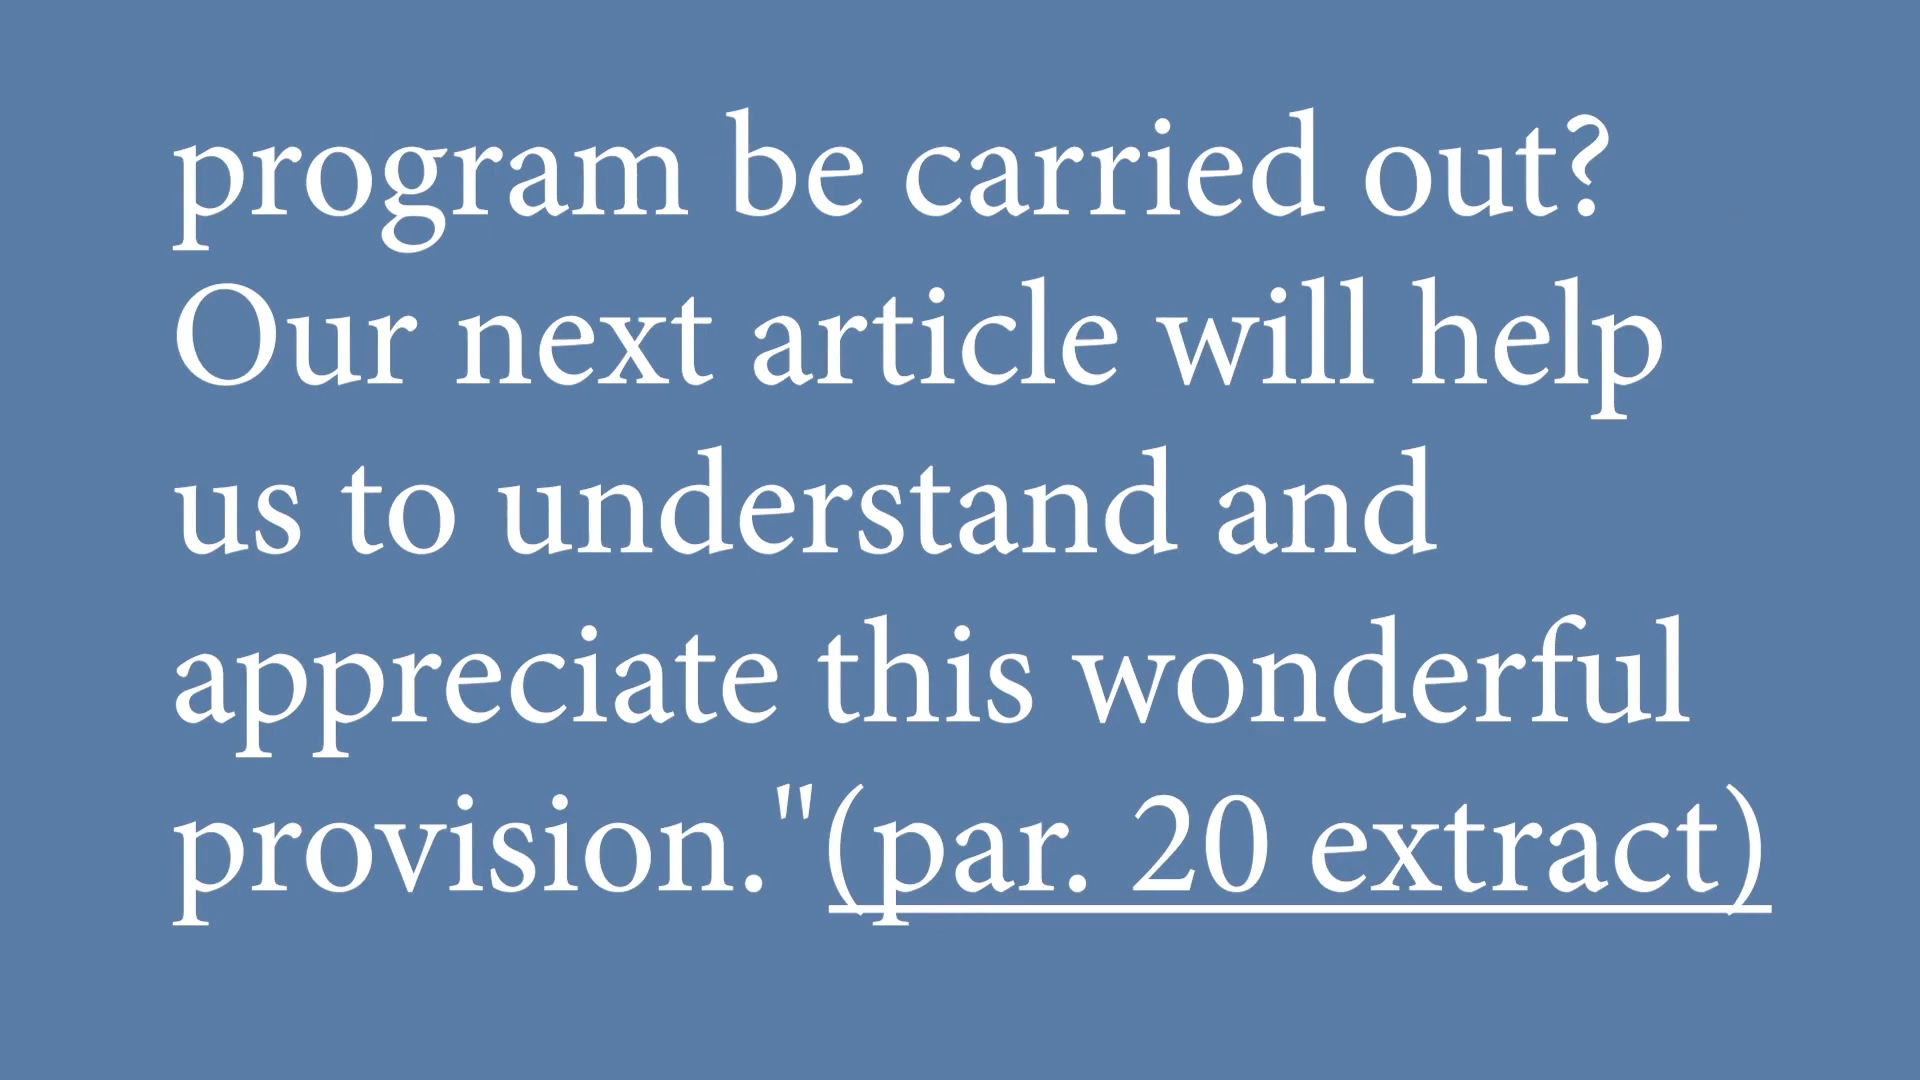 program be carried out?
Our next article will help
us to understand and
appreciate this wonderful
provision."(par. 20 extract)